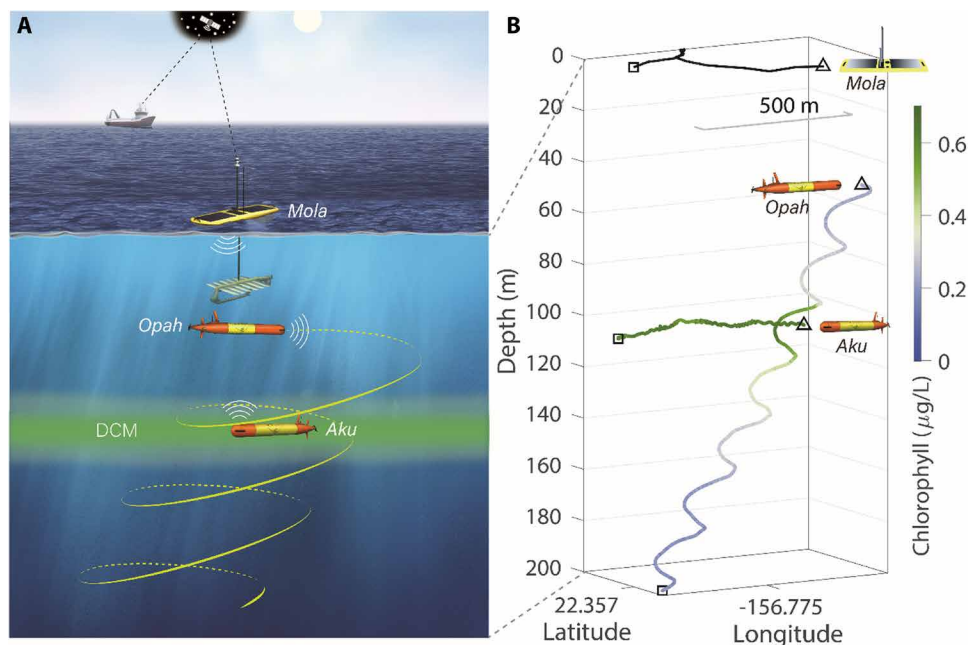 A
Mola
Opah
DCM
Aku
B
0
20
40
60
80
100
120
140
160
180
200
Depth (m)
500 m
Mola
Opah
Aku
0.6
0.4
0.2
0
Chlorophyll (μg/L)
22.357
-156.775
Latitude
Longitude